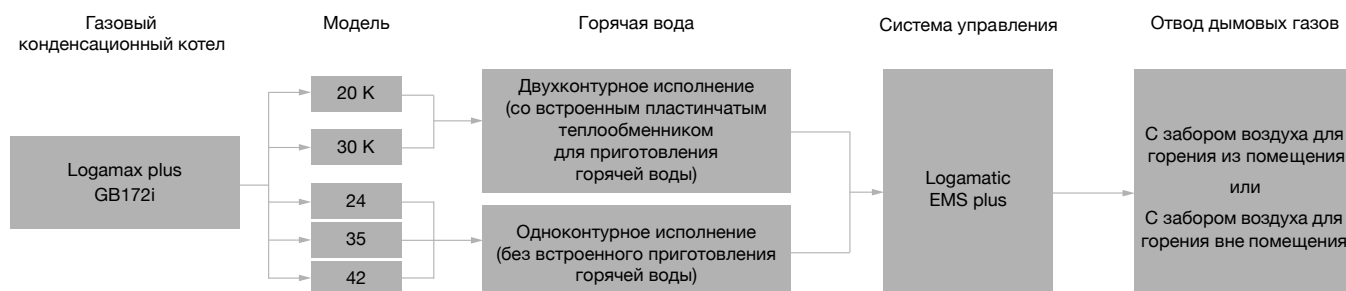 Газовый
конденсационный котел
Модель
Горячая вода
Система управления
Отвод дымовых газов
Logamax plus
GB172i
20 K
30 K
24
35
42
Двухконтурное исполнение
(со встроенным пластинчатым
теплообменником
для приготовления
горячей воды)
Одноконтурное исполнение
(без встроенного приготовления
горячей воды)
Logamatic
EMS plus
С забором воздуха для
горения из помещения
или
С забором воздуха для
горения вне помещения